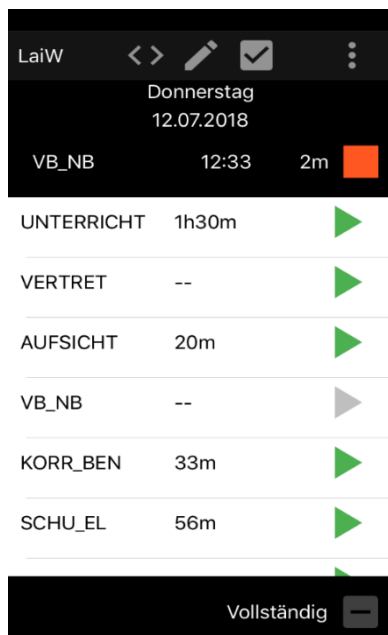 LaiW
Donnerstag
12.07.2018
VB_NB 12:33 2m
UNTERRICHT 1h30m
VERTRET --
AUFSICHT 20m
VB_NB --
KORR_BEN 33m
SCHU_EL 56m
Vollständig